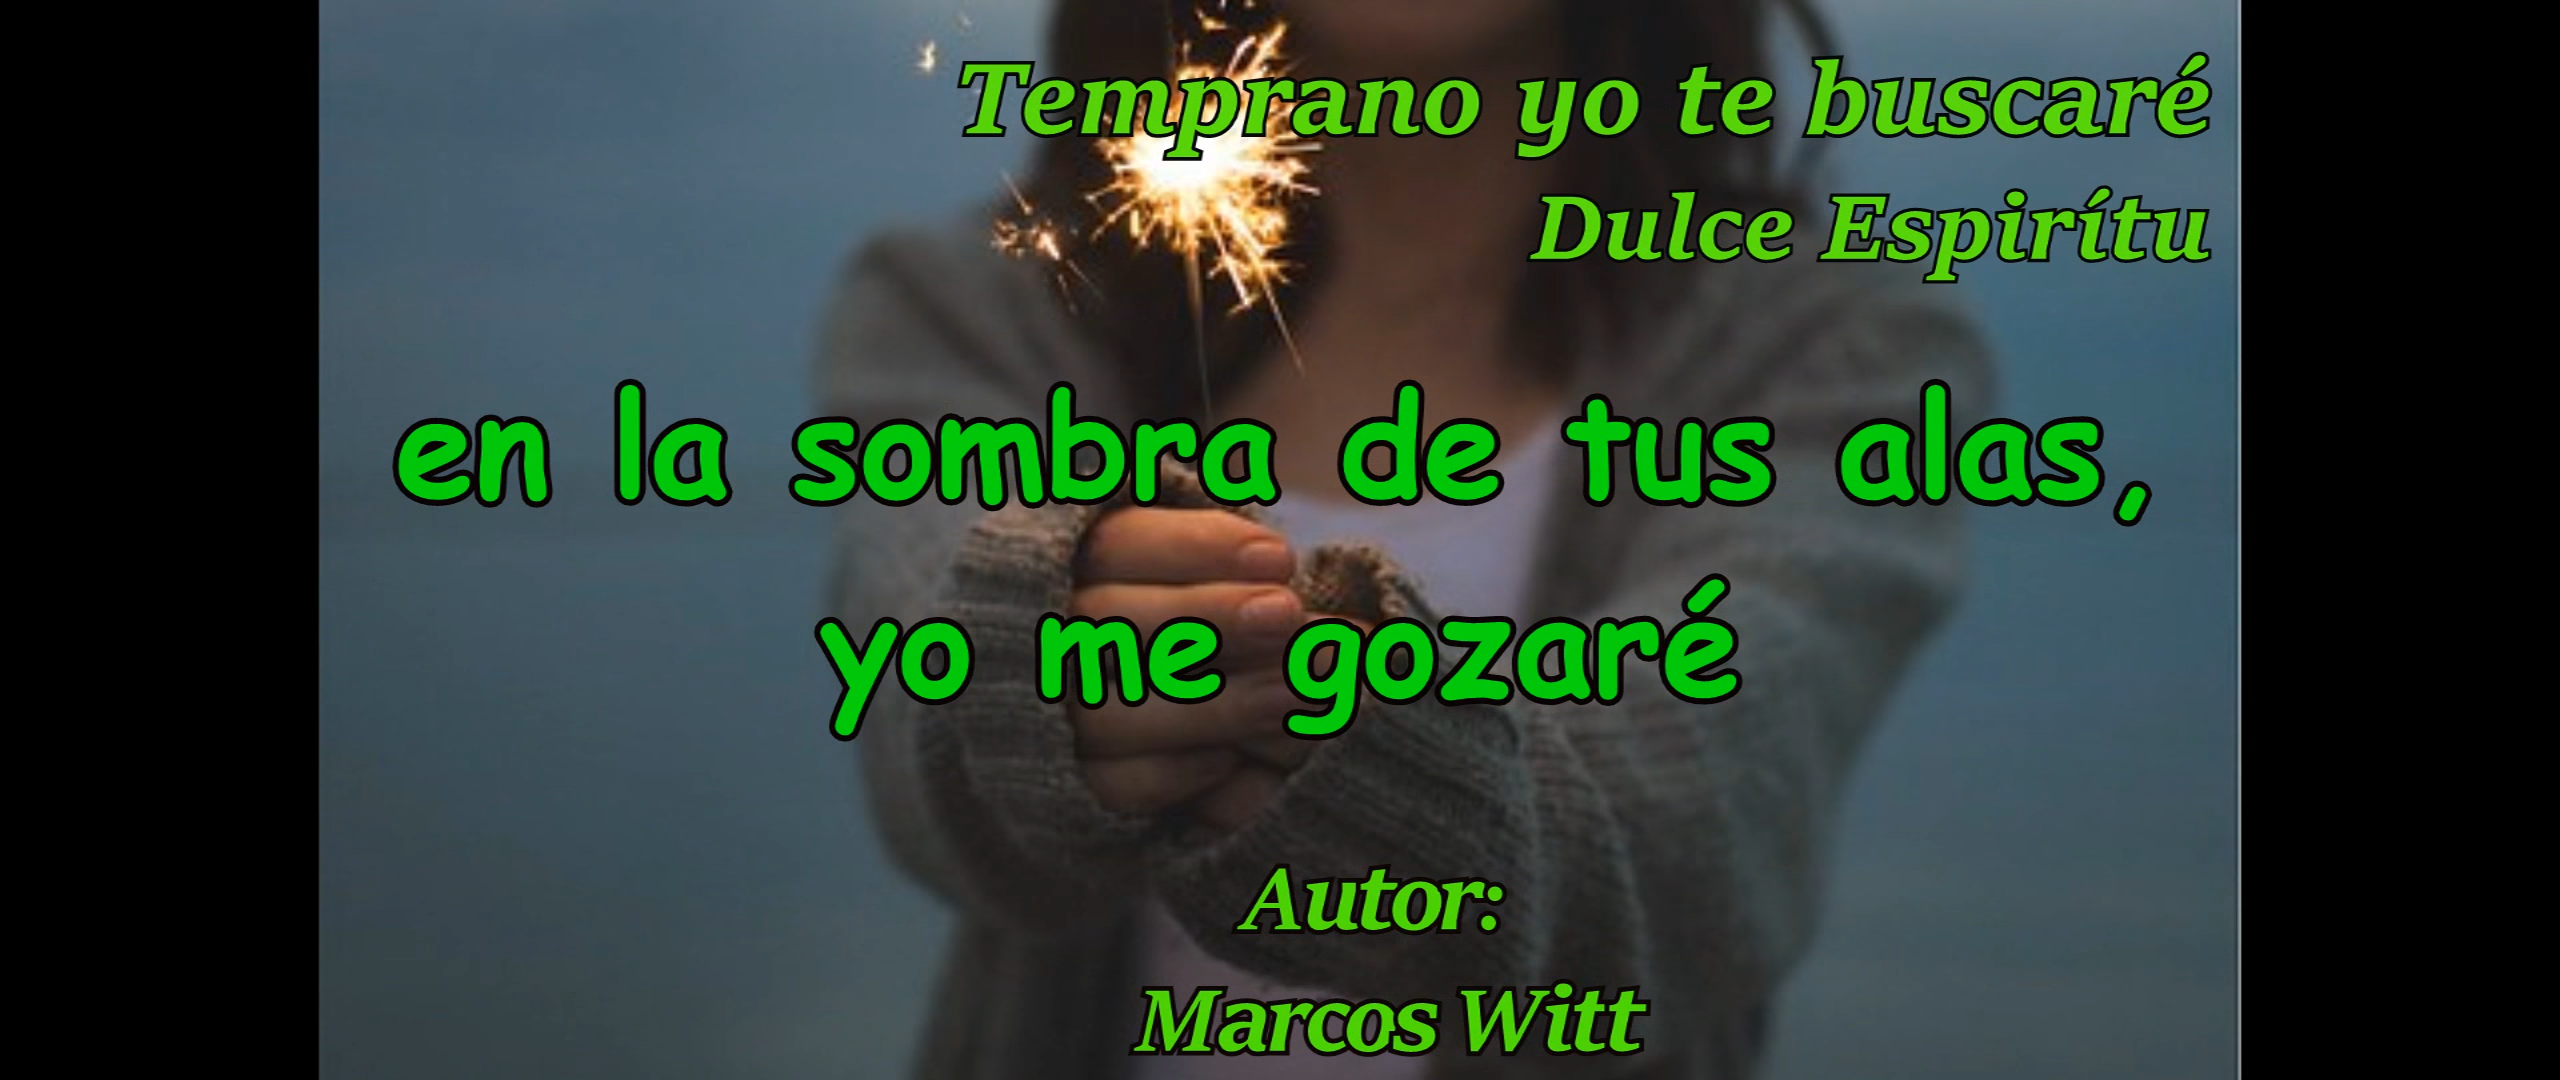 Temprano yo te buscaré
Dulce Espirítu
en la sombra de tus alas,
yo me gozaré
Autor:
Marcos Witt